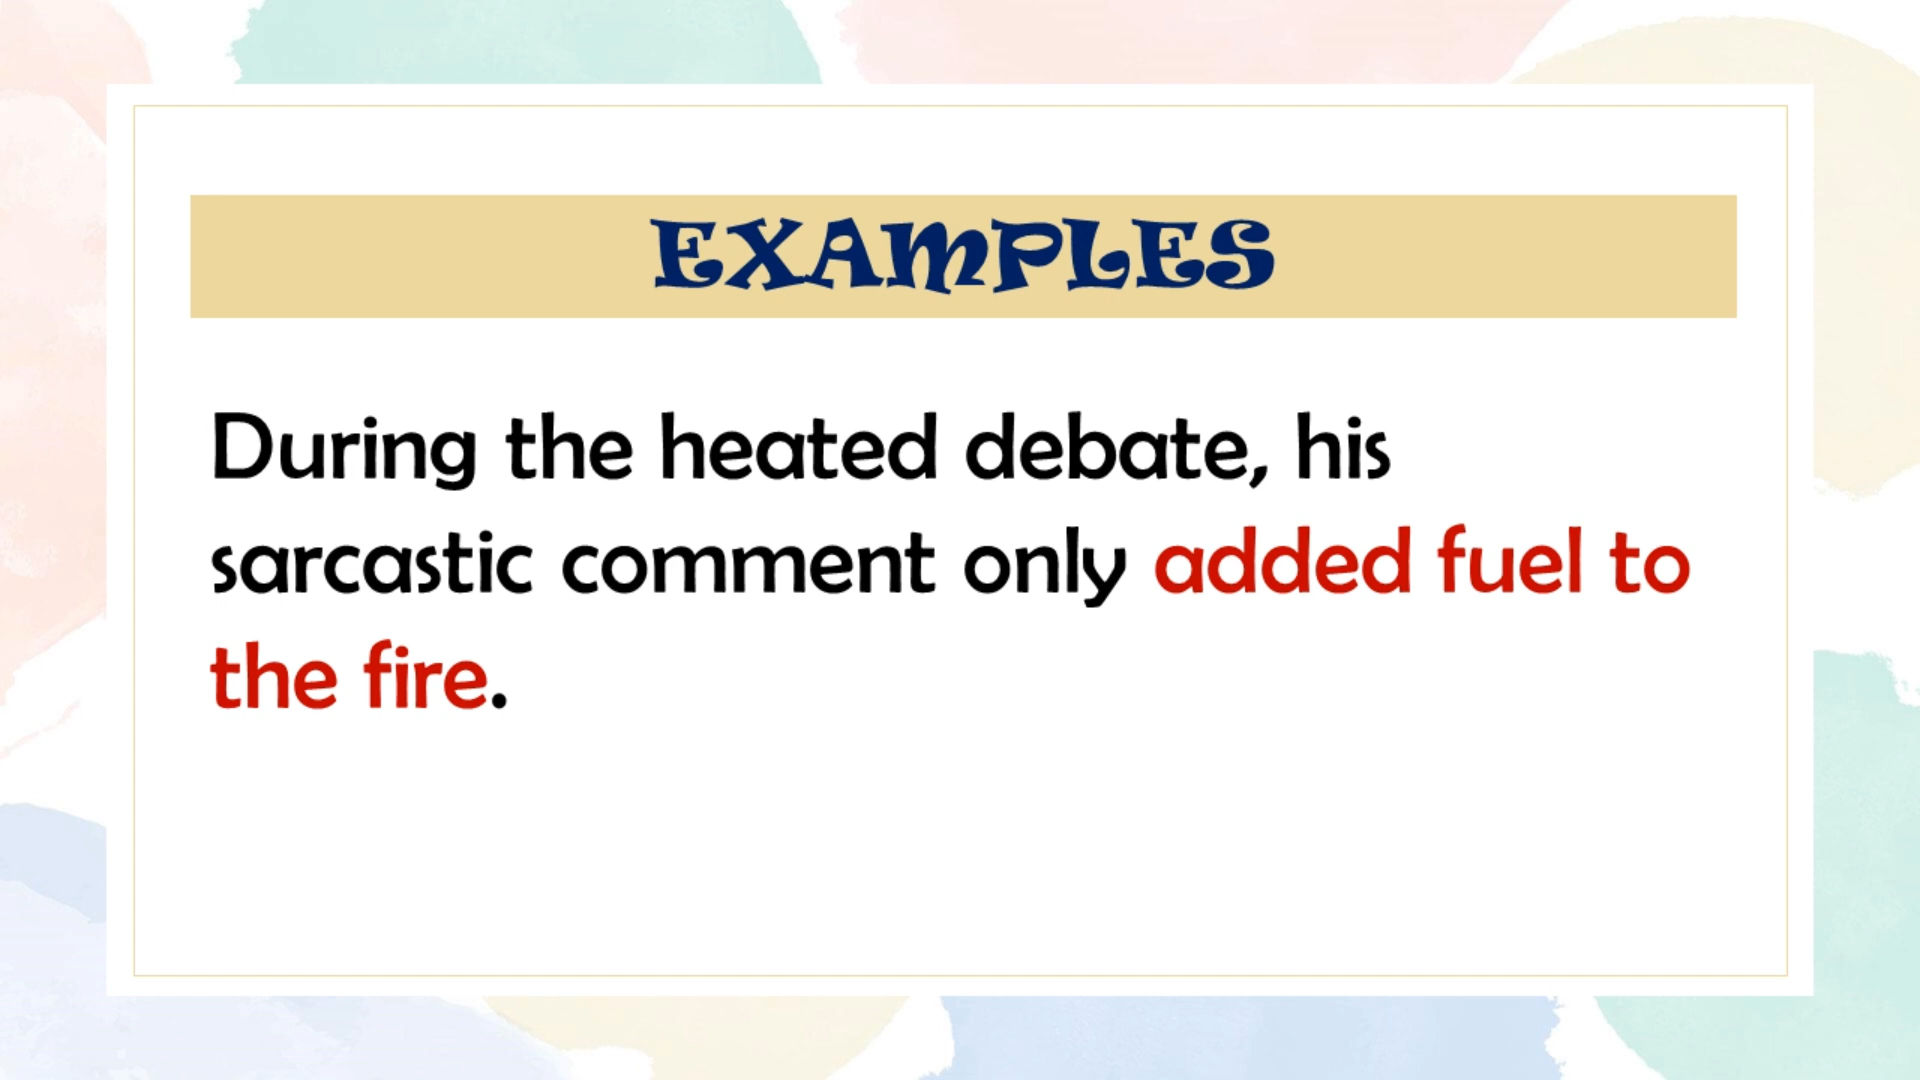 EXAMPLES
During the heated debate, his
sarcastic comment only added fuel to
the fire.